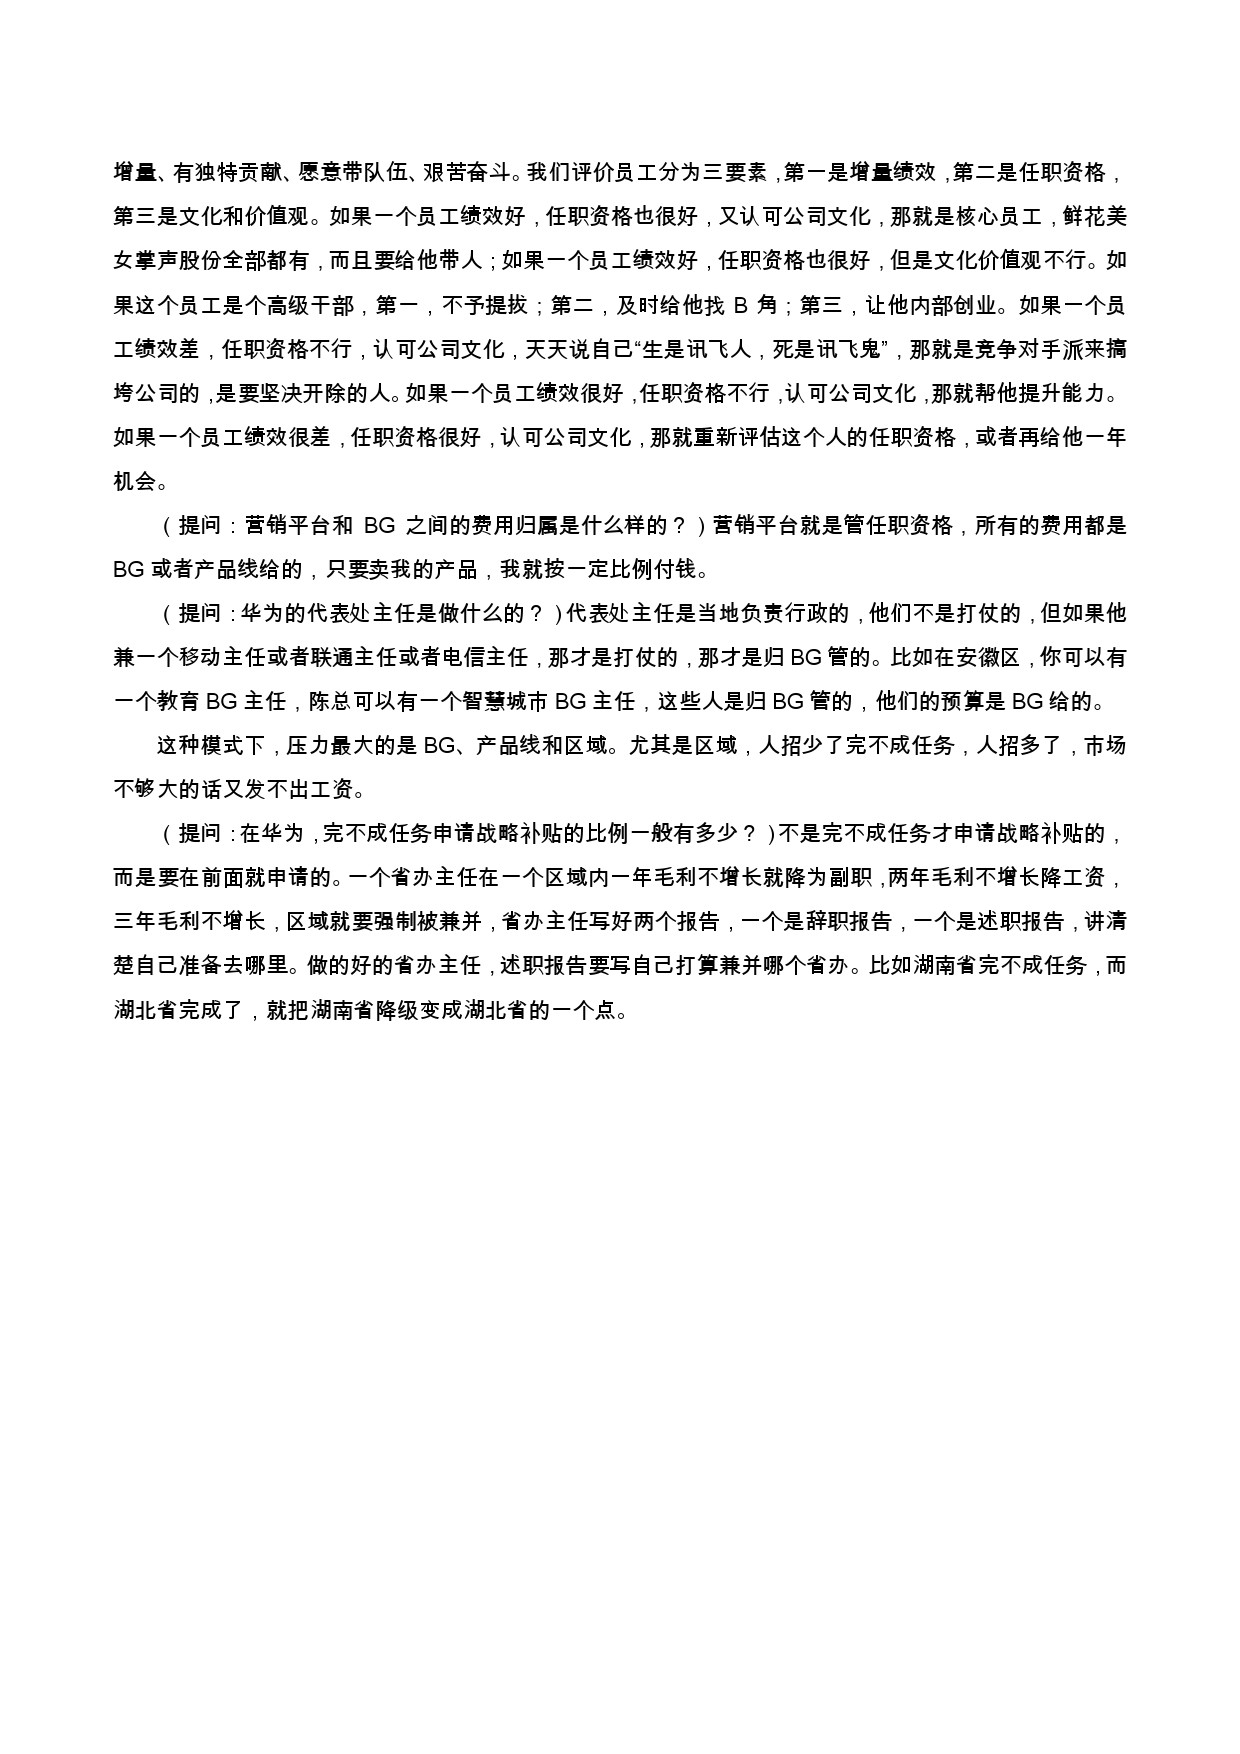 增量、有独特贡献、愿意带队伍、艰苦奋斗。我们评价员工分为三要素，第一是增量绩效，第二是任职资格，
第三是文化和价值观。如果一个员工绩效好，任职资格也很好，又认可公司文化，那就是核心员工，鲜花美
女掌声股份全部都有，而且要给他带人；如果一个员工绩效好，任职资格也很好，但是文化价值观不行。如
果这个员工是个高级干部，第一，不予提拔；第二，及时给他找 B 角；第三，让他内部创业。如果一个员
工绩效差，任职资格不行，认可公司文化，天天说自己“生是讯飞人，死是讯飞鬼”，那就是竞争对手派来搞
垮公司的，是要坚决开除的人。如果一个员工绩效很好，任职资格不行，认可公司文化，那就帮他提升能力。
如果一个员工绩效很差，任职资格很好，认可公司文化，那就重新评估这个人的任职资格，或者再给他一年
机会。
（提问：营销平台和 BG 之间的费用归属是什么样的？）营销平台就是管任职资格，所有的费用都是
BG 或者产品线给的，只要卖我的产品，我就按一定比例付钱。
（提问：华为的代表处主任是做什么的？）代表处主任是当地负责行政的，他们不是打仗的，但如果他
兼一个移动主任或者联通主任或者电信主任，那才是打仗的，那才是归 BG 管的。比如在安徽区，你可以有
一个教育 BG 主任，陈总可以有一个智慧城市 BG 主任，这些人是归 BG 管的，他们的预算是 BG 给的。
这种模式下，压力最大的是 BG、产品线和区域。尤其是区域，人招少了完不成任务，人招多了，市场
不够大的话又发不出工资。
（提问：在华为，完不成任务申请战略补贴的比例一般有多少？）不是完不成任务才申请战略补贴的，
而是要在前面就申请的。一个省办主任在一个区域内一年毛利不增长就降为副职，两年毛利不增长降工资，
三年毛利不增长，区域就要强制被兼并，省办主任写好两个报告，一个是辞职报告，一个是述职报告，讲清
楚自己准备去哪里。做的好的省办主任，述职报告要写自己打算兼并哪个省办。比如湖南省完不成任务，而
湖北省完成了，就把湖南省降级变成湖北省的一个点。